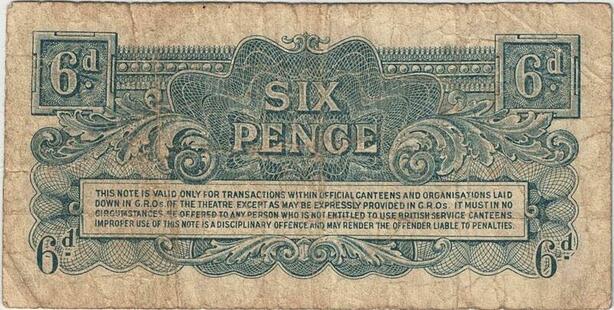 6d 6d
SIX
PENCE
THIS NOTE IS VALID ONLY FOR TRANSACTIONS WITHIN OFFICIAL CANTEENS AND ORGANISATIONS LAID
DOWN IN G.R.Os. OF THE THEATRE EXCEPT AS MAY BE EXPRESSLY PROVIDED IN G.R.Os. IT MUST IN NO
CIRCUMSTANCES BE OFFERED TO ANY PERSON WHO IS NOT ENTITLED TO USE BRITISH SERVICE CANTEENS.
IMPROPER USE OF THIS NOTE IS A DISCIPLINARY OFFENCE AND MAY RENDER THE OFFENDER LIABLE TO PENALTIES.
6d 6d